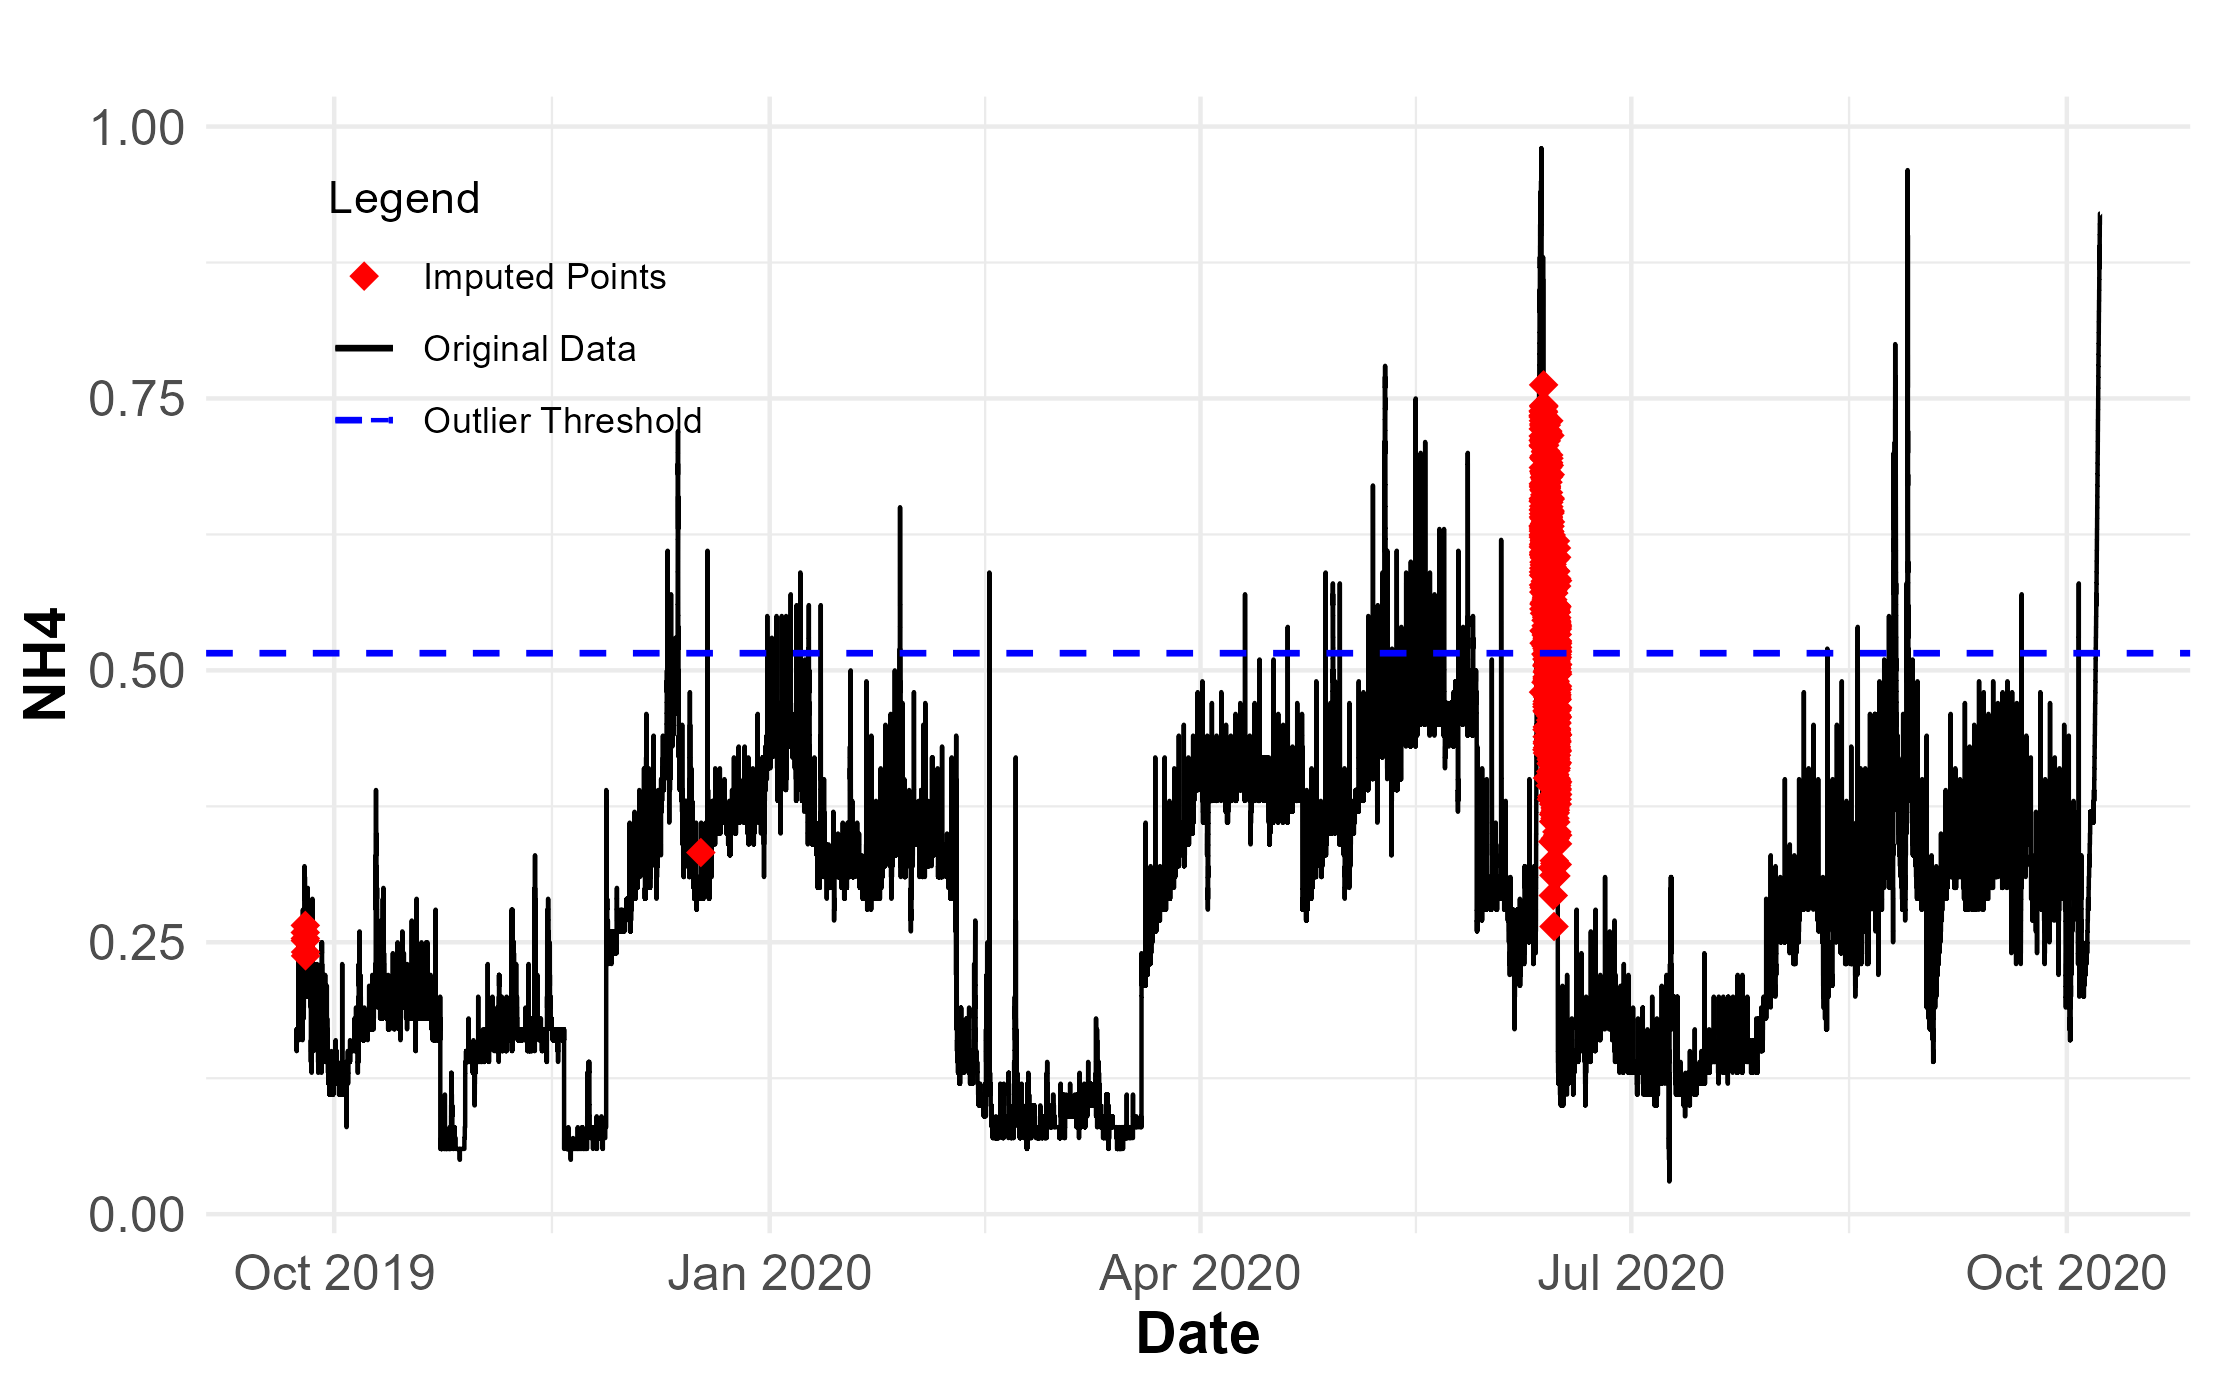 1.00
0.75
0.50
0.25
0.00
NH4
Legend
Imputed Points
Original Data
Outlier Threshold
Oct 2019
Jan 2020
Apr 2020
Jul 2020
Oct 2020
Date